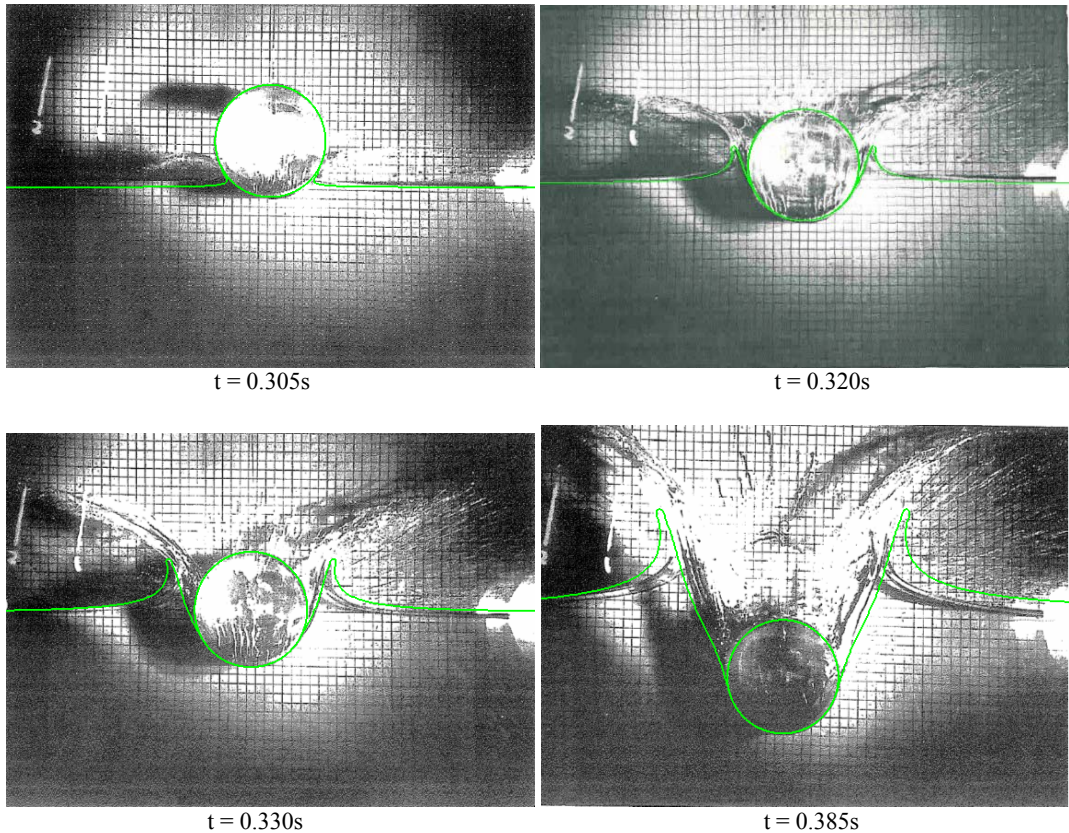 t = 0.305s
t = 0.320s
t = 0.330s
t = 0.385s